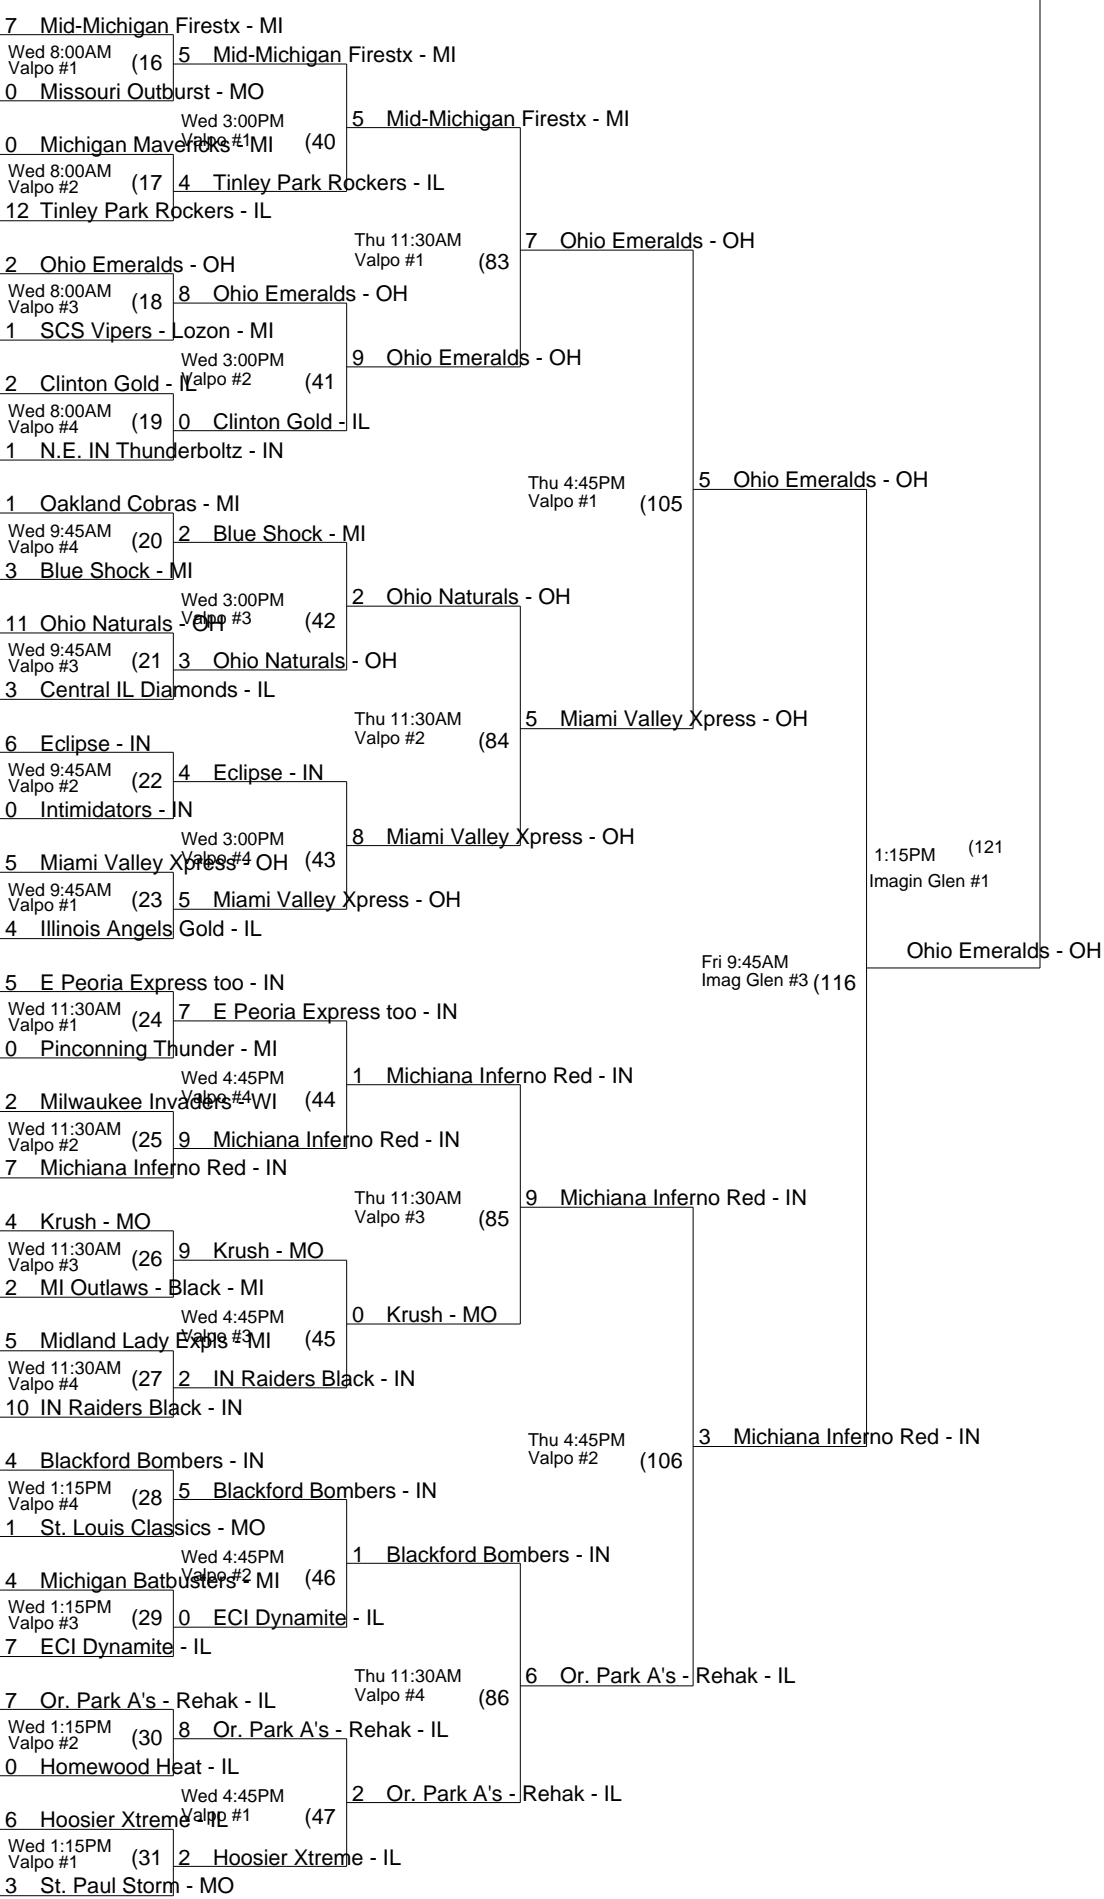 7 Mid-Michigan Firestx - MI
Wed 8:00AM
Valpo #1 (16
5 Mid-Michigan Firestx - MI
0 Missouri Outburst - MO
Wed 3:00PM
Valpo #1 (40
5 Mid-Michigan Firestx - MI
0 Michigan Mavericks - MI
Wed 8:00AM
Valpo #2 (17
4 Tinley Park Rockers - IL
12 Tinley Park Rockers - IL
Thu 11:30AM
Valpo #1 (83
7 Ohio Emeralds - OH
2 Ohio Emeralds - OH
Wed 8:00AM
Valpo #3 (18
8 Ohio Emeralds - OH
1 SCS Vipers - Lozon - MI
Wed 3:00PM
Valpo #2 (41
9 Ohio Emeralds - OH
2 Clinton Gold - IL
Wed 8:00AM
Valpo #4 (19
0 Clinton Gold - IL
1 N.E. IN Thunderboltz - IN
Thu 4:45PM
Valpo #1 (105
5 Ohio Emeralds - OH
1 Oakland Cobras - MI
Wed 9:45AM
Valpo #4 (20
2 Blue Shock - MI
3 Blue Shock - MI
Wed 3:00PM
Valpo #3 (42
2 Ohio Naturals - OH
11 Ohio Naturals - OH
Wed 9:45AM
Valpo #3 (21
3 Ohio Naturals - OH
3 Central IL Diamonds - IL
Thu 11:30AM
Valpo #2 (84
5 Miami Valley Xpress - OH
6 Eclipse - IN
Wed 9:45AM
Valpo #2 (22
4 Eclipse - IN
0 Intimidators - IN
Wed 3:00PM
Valpo #4 (43
8 Miami Valley Xpress - OH
5 Miami Valley Xpress - OH
Wed 9:45AM
Valpo #1 (23
5 Miami Valley Xpress - OH
4 Illinois Angels Gold - IL
1:15PM (121
Imagin Glen #1
Ohio Emeralds - OH
Fri 9:45AM
Imag Glen #3 (116
5 E Peoria Express too - IN
Wed 11:30AM
Valpo #1 (24
7 E Peoria Express too - IN
0 Pinconning Thunder - MI
Wed 4:45PM
Valpo #4 (44
1 Michiana Inferno Red - IN
2 Milwaukee Invaders - WI
Wed 11:30AM
Valpo #2 (25
9 Michiana Inferno Red - IN
7 Michiana Inferno Red - IN
Thu 11:30AM
Valpo #3 (85
9 Michiana Inferno Red - IN
4 Krush - MO
Wed 11:30AM
Valpo #3 (26
9 Krush - MO
2 MI Outlaws - Black - MI
Wed 4:45PM
Valpo #3 (45
0 Krush - MO
5 Midland Lady Expls - MI
Wed 11:30AM
Valpo #4 (27
2 IN Raiders Black - IN
10 IN Raiders Black - IN
Thu 4:45PM
Valpo #2 (106
3 Michiana Inferno Red - IN
4 Blackford Bombers - IN
Wed 1:15PM
Valpo #4 (28
5 Blackford Bombers - IN
1 St. Louis Classics - MO
Wed 4:45PM
Valpo #2 (46
1 Blackford Bombers - IN
4 Michigan Batbusters - MI
Wed 1:15PM
Valpo #3 (29
0 ECI Dynamite - IL
7 ECI Dynamite - IL
Thu 11:30AM
Valpo #4 (86
6 Or. Park A's - Rehak - IL
7 Or. Park A's - Rehak - IL
Wed 1:15PM
Valpo #2 (30
8 Or. Park A's - Rehak - IL
0 Homewood Heat - IL
Wed 4:45PM
Valpo #1 (47
2 Or. Park A's - Rehak - IL
6 Hoosier Xtreme - IL
Wed 1:15PM
Valpo #1 (31
2 Hoosier Xtreme - IL
3 St. Paul Storm - MO